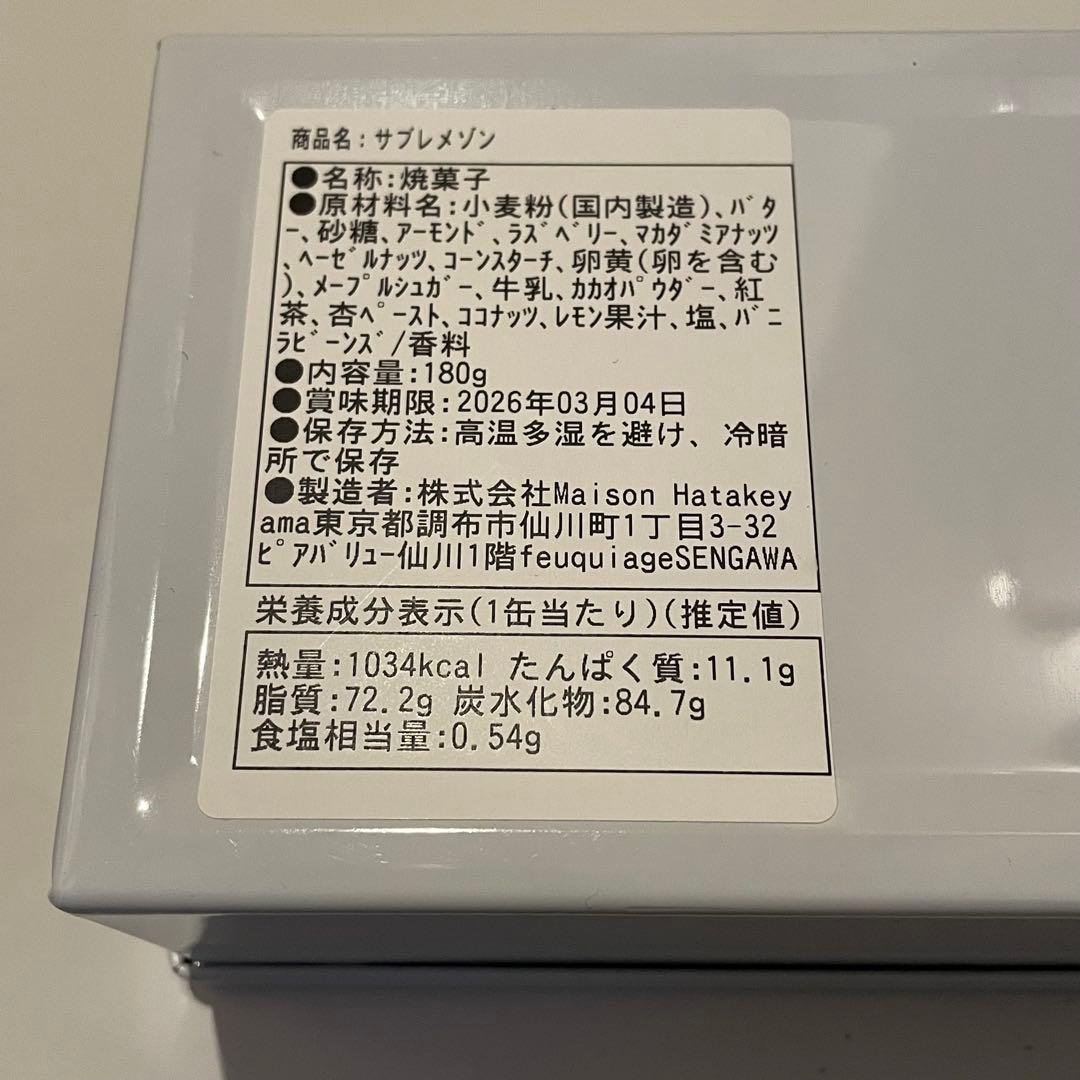 商品名:サブレメゾン
●名称:焼菓子
●原材料名:小麦粉(国内製造)、ﾊﾞﾀ
ｰ、砂糖、ｱｰﾓﾝﾄﾞ、ﾗｽﾞﾍﾞﾘｰ、ﾏｶﾀﾞﾐｱﾅｯﾂ
、ﾍｰｾﾞﾙﾅｯﾂ、ｺｰﾝｽﾀｰﾁ、卵黄(卵を含む
)、ﾒｰﾌﾟﾙｼｭｶﾞｰ、牛乳、ｶｶｵﾊﾟｳﾀﾞｰ、紅
茶、杏ﾍﾟｰｽﾄ、ｺｺﾅｯﾂ、ﾚﾓﾝ果汁、塩、ﾊﾞﾆ
ﾗﾋﾞｰﾝｽﾞ/香料
●内容量:180g
●賞味期限:2026年03月04日
●保存方法:高温多湿を避け、冷暗
所で保存
●製造者:株式会社Maison Hatakey
ama東京都調布市仙川町1丁目3-32
ﾋﾟｱﾊﾞﾘｭｰ仙川1階feuquiageSENGAWA
栄養成分表示(1缶当たり)(推定値)
熱量:1034kcal たんぱく質:11.1g
脂質:72.2g 炭水化物:84.7g
食塩相当量:0.54g